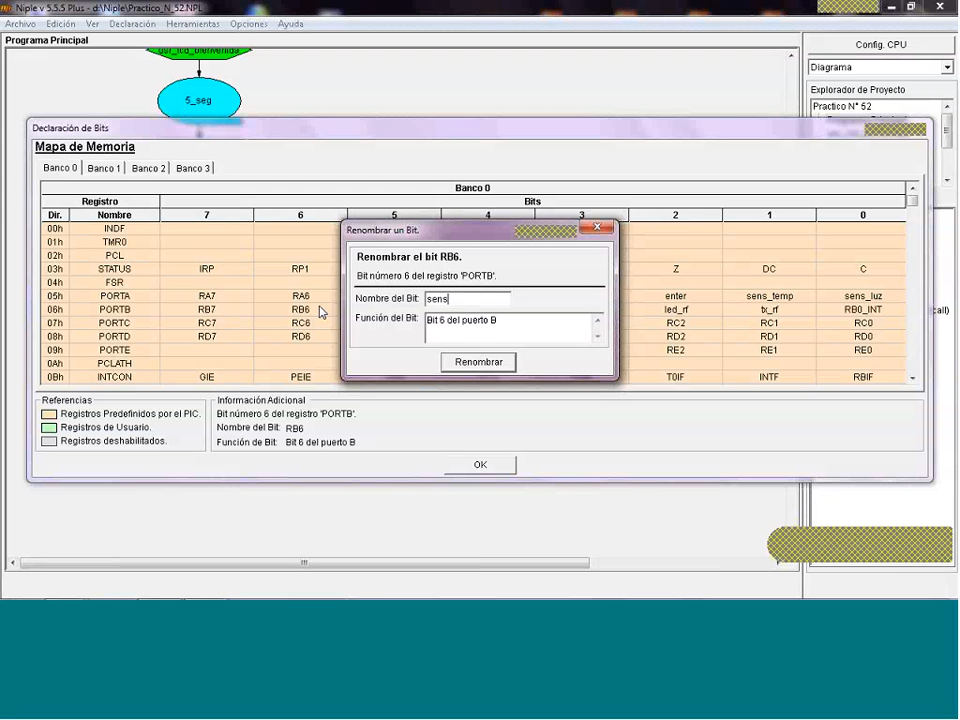 Niple v 5.5.5 Plus - d:\Niple\Practico_N_52.NPL
Archivo Edición Ver Declaración Herramientas Opciones Ayuda
Programa Principal
Config. CPU
Diagrama
Explorador de Proyecto
Practico N° 52
usr_lcd_bienvenida
5_seg
Declaración de Bits
Mapa de Memoria
Banco 0 Banco 1 Banco 2 Banco 3
Banco 0
Registro Bits
Dir. Nombre 7 6 5 4 3 2 1 0
00h INDF
01h TMR0
02h PCL
03h STATUS IRP RP1 Z DC C
04h FSR
05h PORTA RA7 RA6 enter sens_temp sens_luz
06h PORTB RB7 RB6 led_rf tx_rf RB0_INT
07h PORTC RC7 RC6 RC2 RC1 RC0
08h PORTD RD7 RD6 RD2 RD1 RD0
09h PORTE RE2 RE1 RE0
0Ah PCLATH
0Bh INTCON GIE PEIE T0IF INTF RBIF
Renombrar un Bit.
Renombrar el bit RB6.
Bit número 6 del registro 'PORTB'.
Nombre del Bit: sens
Función del Bit: Bit 6 del puerto B
Renombrar
Referencias
Registros Predefinidos por el PIC.
Registros de Usuario.
Registros deshabilitados.
Información Adicional
Bit número 6 del registro 'PORTB'.
Nombre del Bit: RB6
Función de Bit: Bit 6 del puerto B
OK
call)